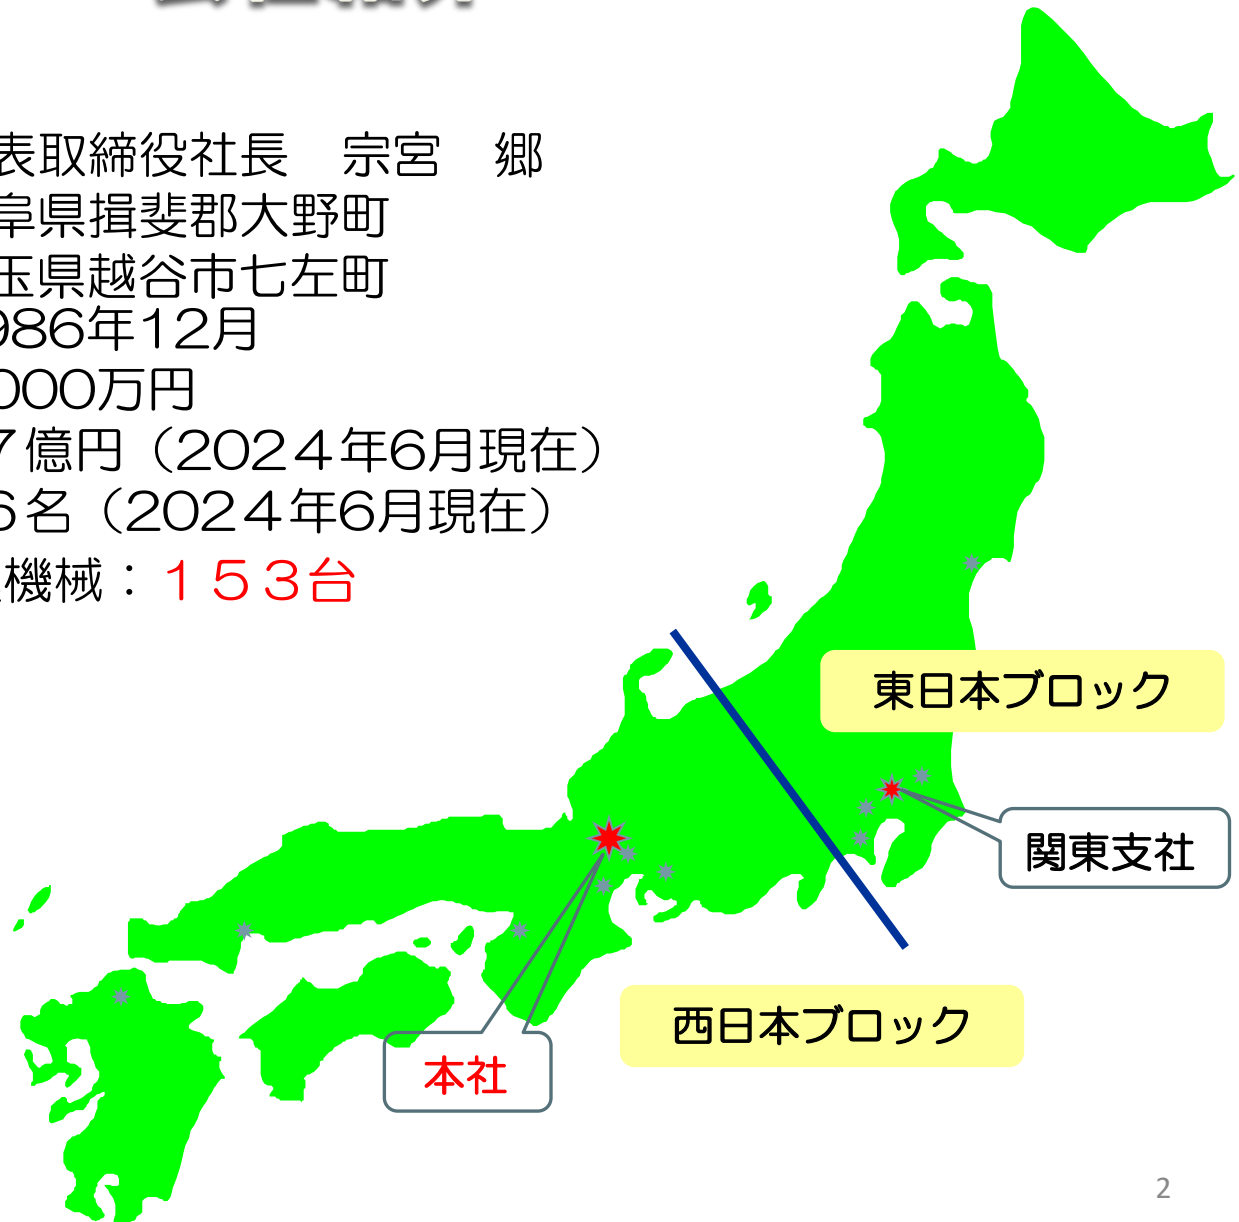 表取締役社長　宗宮　郷
阜県揖斐郡大野町
玉県越谷市七左町
986年12月
000万円
7億円（2024年6月現在）
6名（2024年6月現在）
機械：１５３台
東日本ブロック
関東支社
西日本ブロック
本社
2